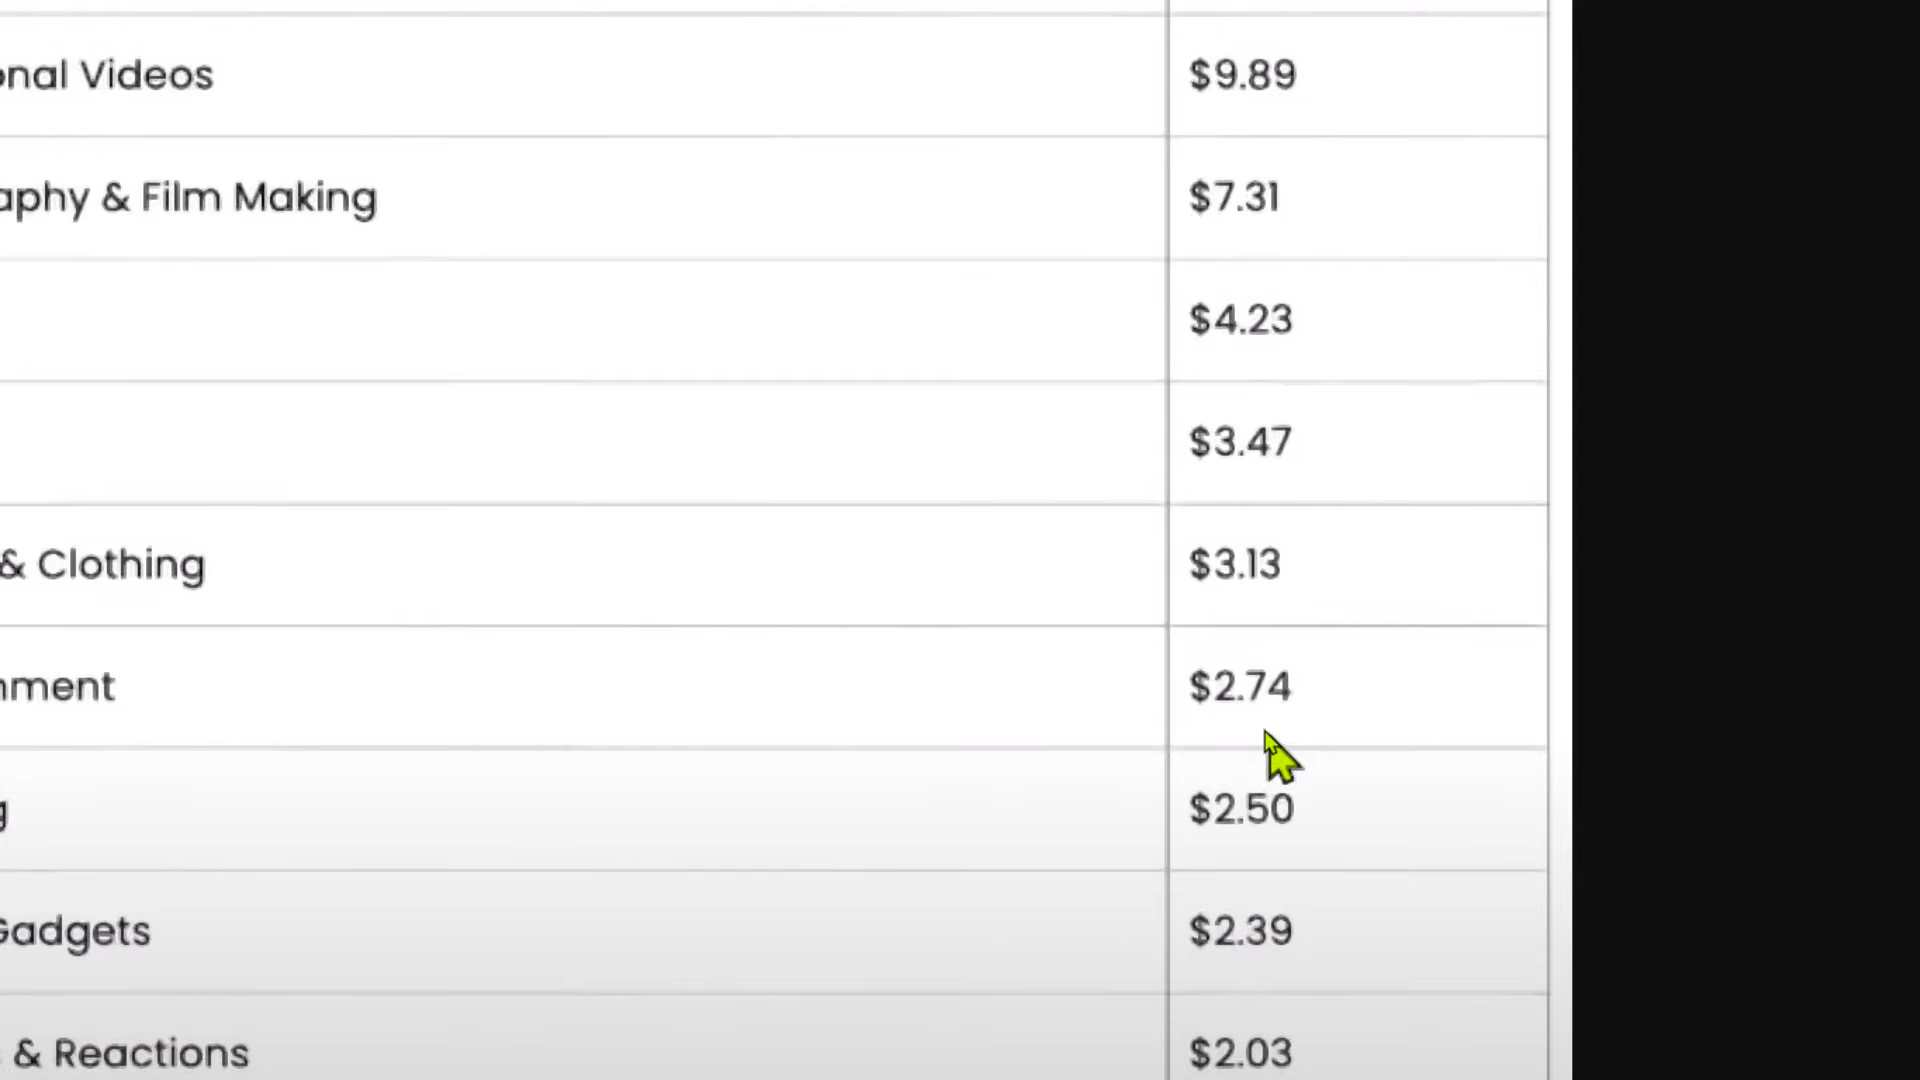 onal Videos $9.89
aphy & Film Making $7.31
$4.23
$3.47
& Clothing $3.13
nment $2.74
g $2.50
Gadgets $2.39
& Reactions $2.03